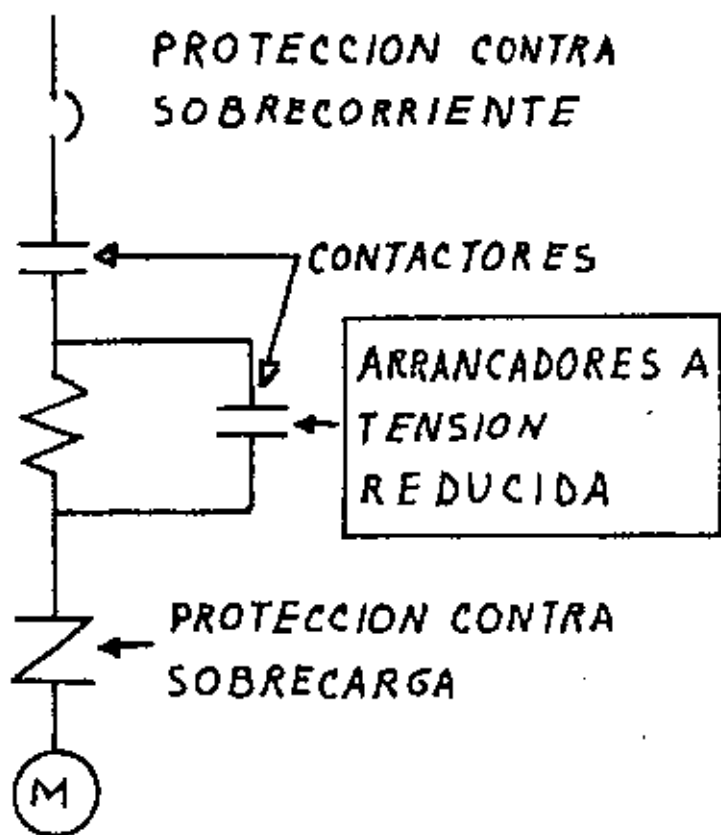 PROTECCION CONTRA
SOBRECORRIENTE
CONTACTORES
ARRANCADORES A
TENSION
REDUCIDA
PROTECCION CONTRA
SOBRECARGA
M